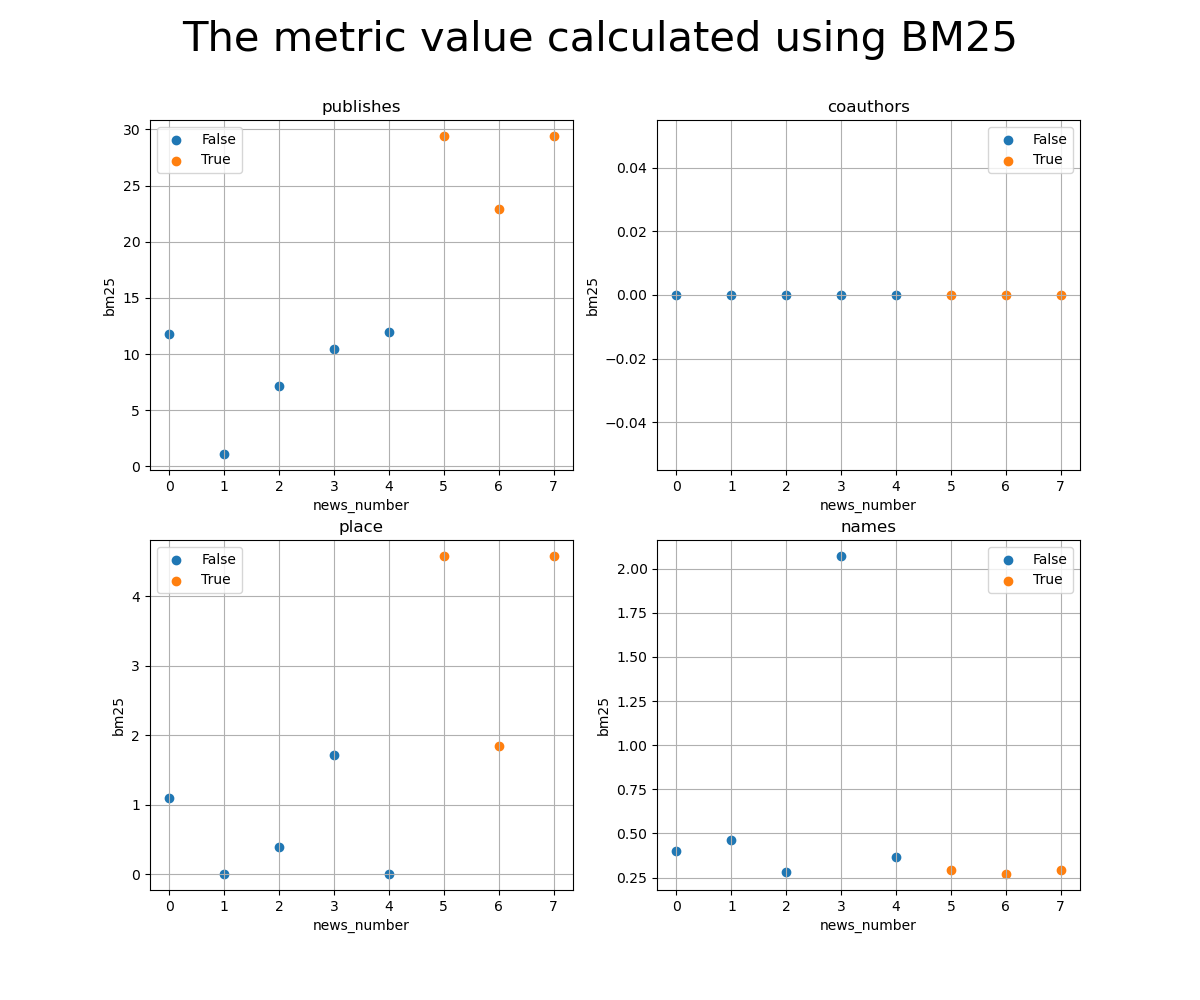 The metric value calculated using BM25
publishes
30
25
20
15
10
5
0
bm25
False
True
0 1 2 3 4 5 6 7
news_number
coauthors
0.04
0.02
0.00
−0.02
−0.04
bm25
False
True
0 1 2 3 4 5 6 7
news_number
place
4
3
2
1
0
bm25
False
True
0 1 2 3 4 5 6 7
news_number
names
2.00
1.75
1.50
1.25
1.00
0.75
0.50
0.25
bm25
False
True
0 1 2 3 4 5 6 7
news_number